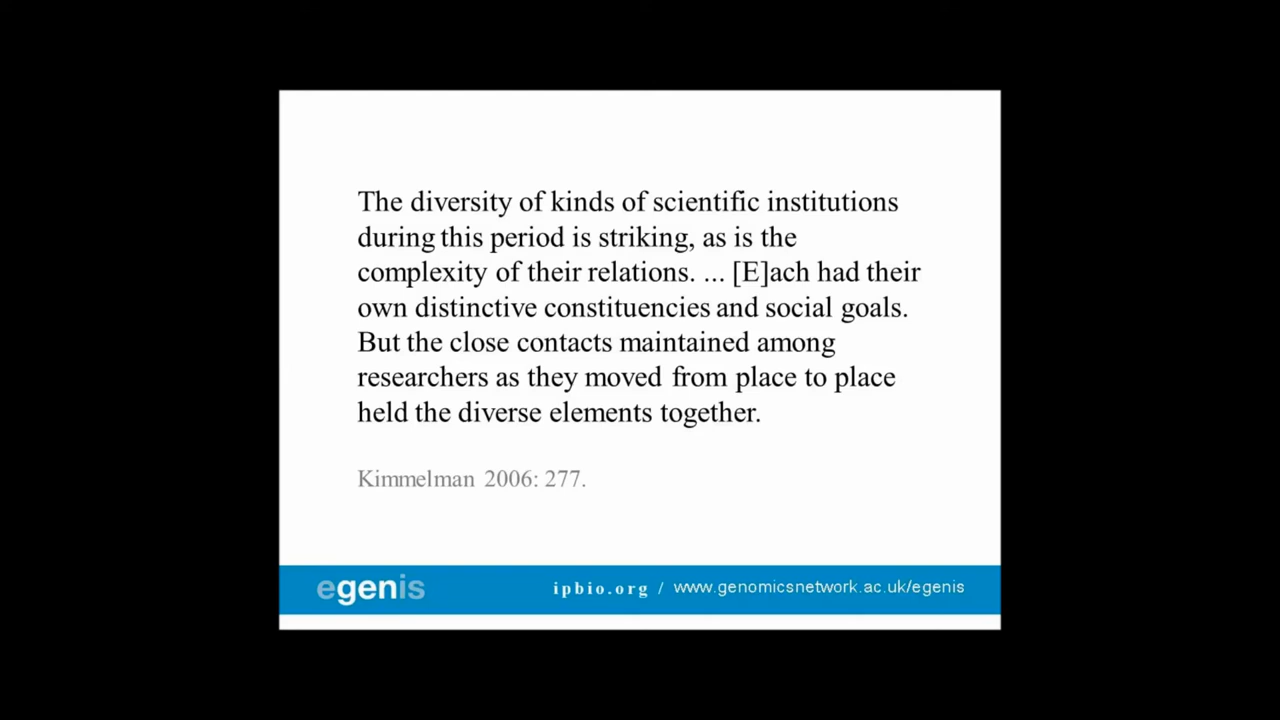 The diversity of kinds of scientific institutions
during this period is striking, as is the
complexity of their relations. ... [E]ach had their
own distinctive constituencies and social goals.
But the close contacts maintained among
researchers as they moved from place to place
held the diverse elements together.
Kimmelman 2006: 277.
egenis
ipbio.org / www.genomicsnetwork.ac.uk/egenis